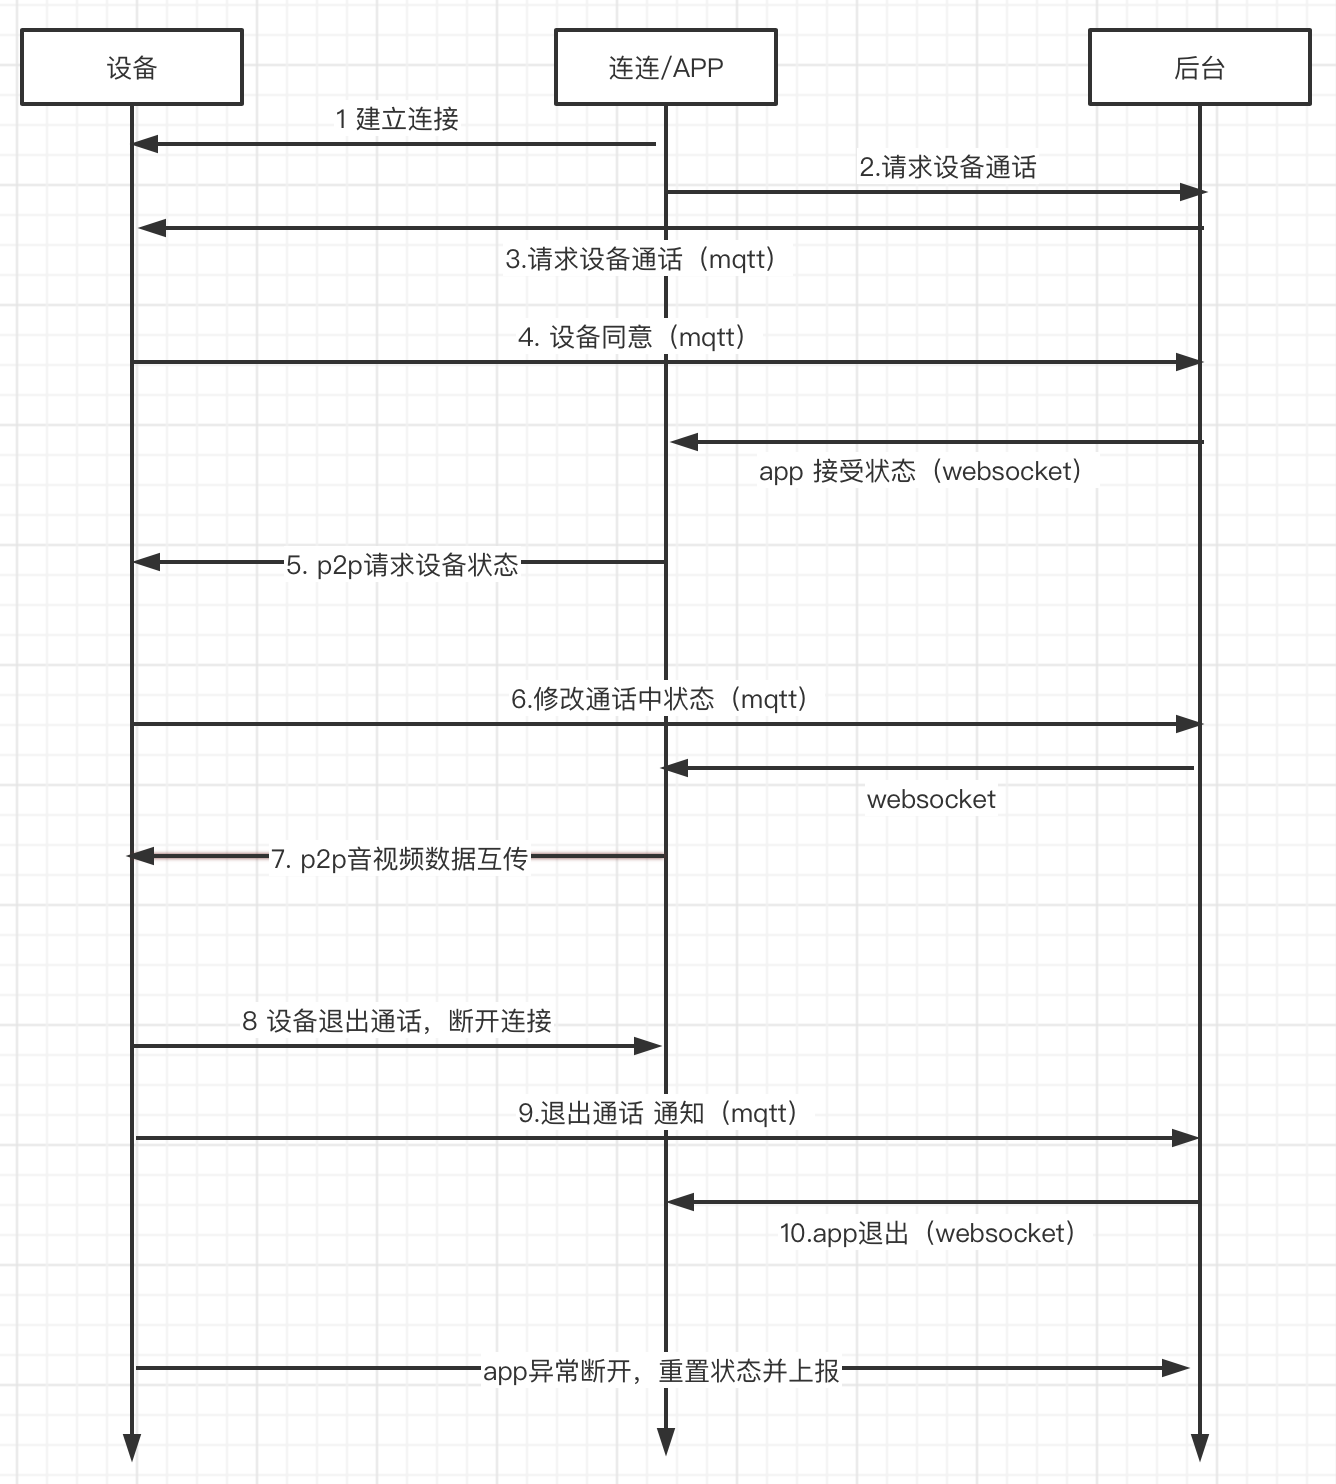 设备
连连/APP
后台
1 建立连接
2.请求设备通话
3.请求设备通话（mqtt）
4. 设备同意（mqtt）
app 接受状态（websocket）
5. p2p请求设备状态
6.修改通话中状态（mqtt）
websocket
7. p2p音视频数据互传
8 设备退出通话，断开连接
9.退出通话 通知（mqtt）
10.app退出（websocket）
app异常断开，重置状态并上报